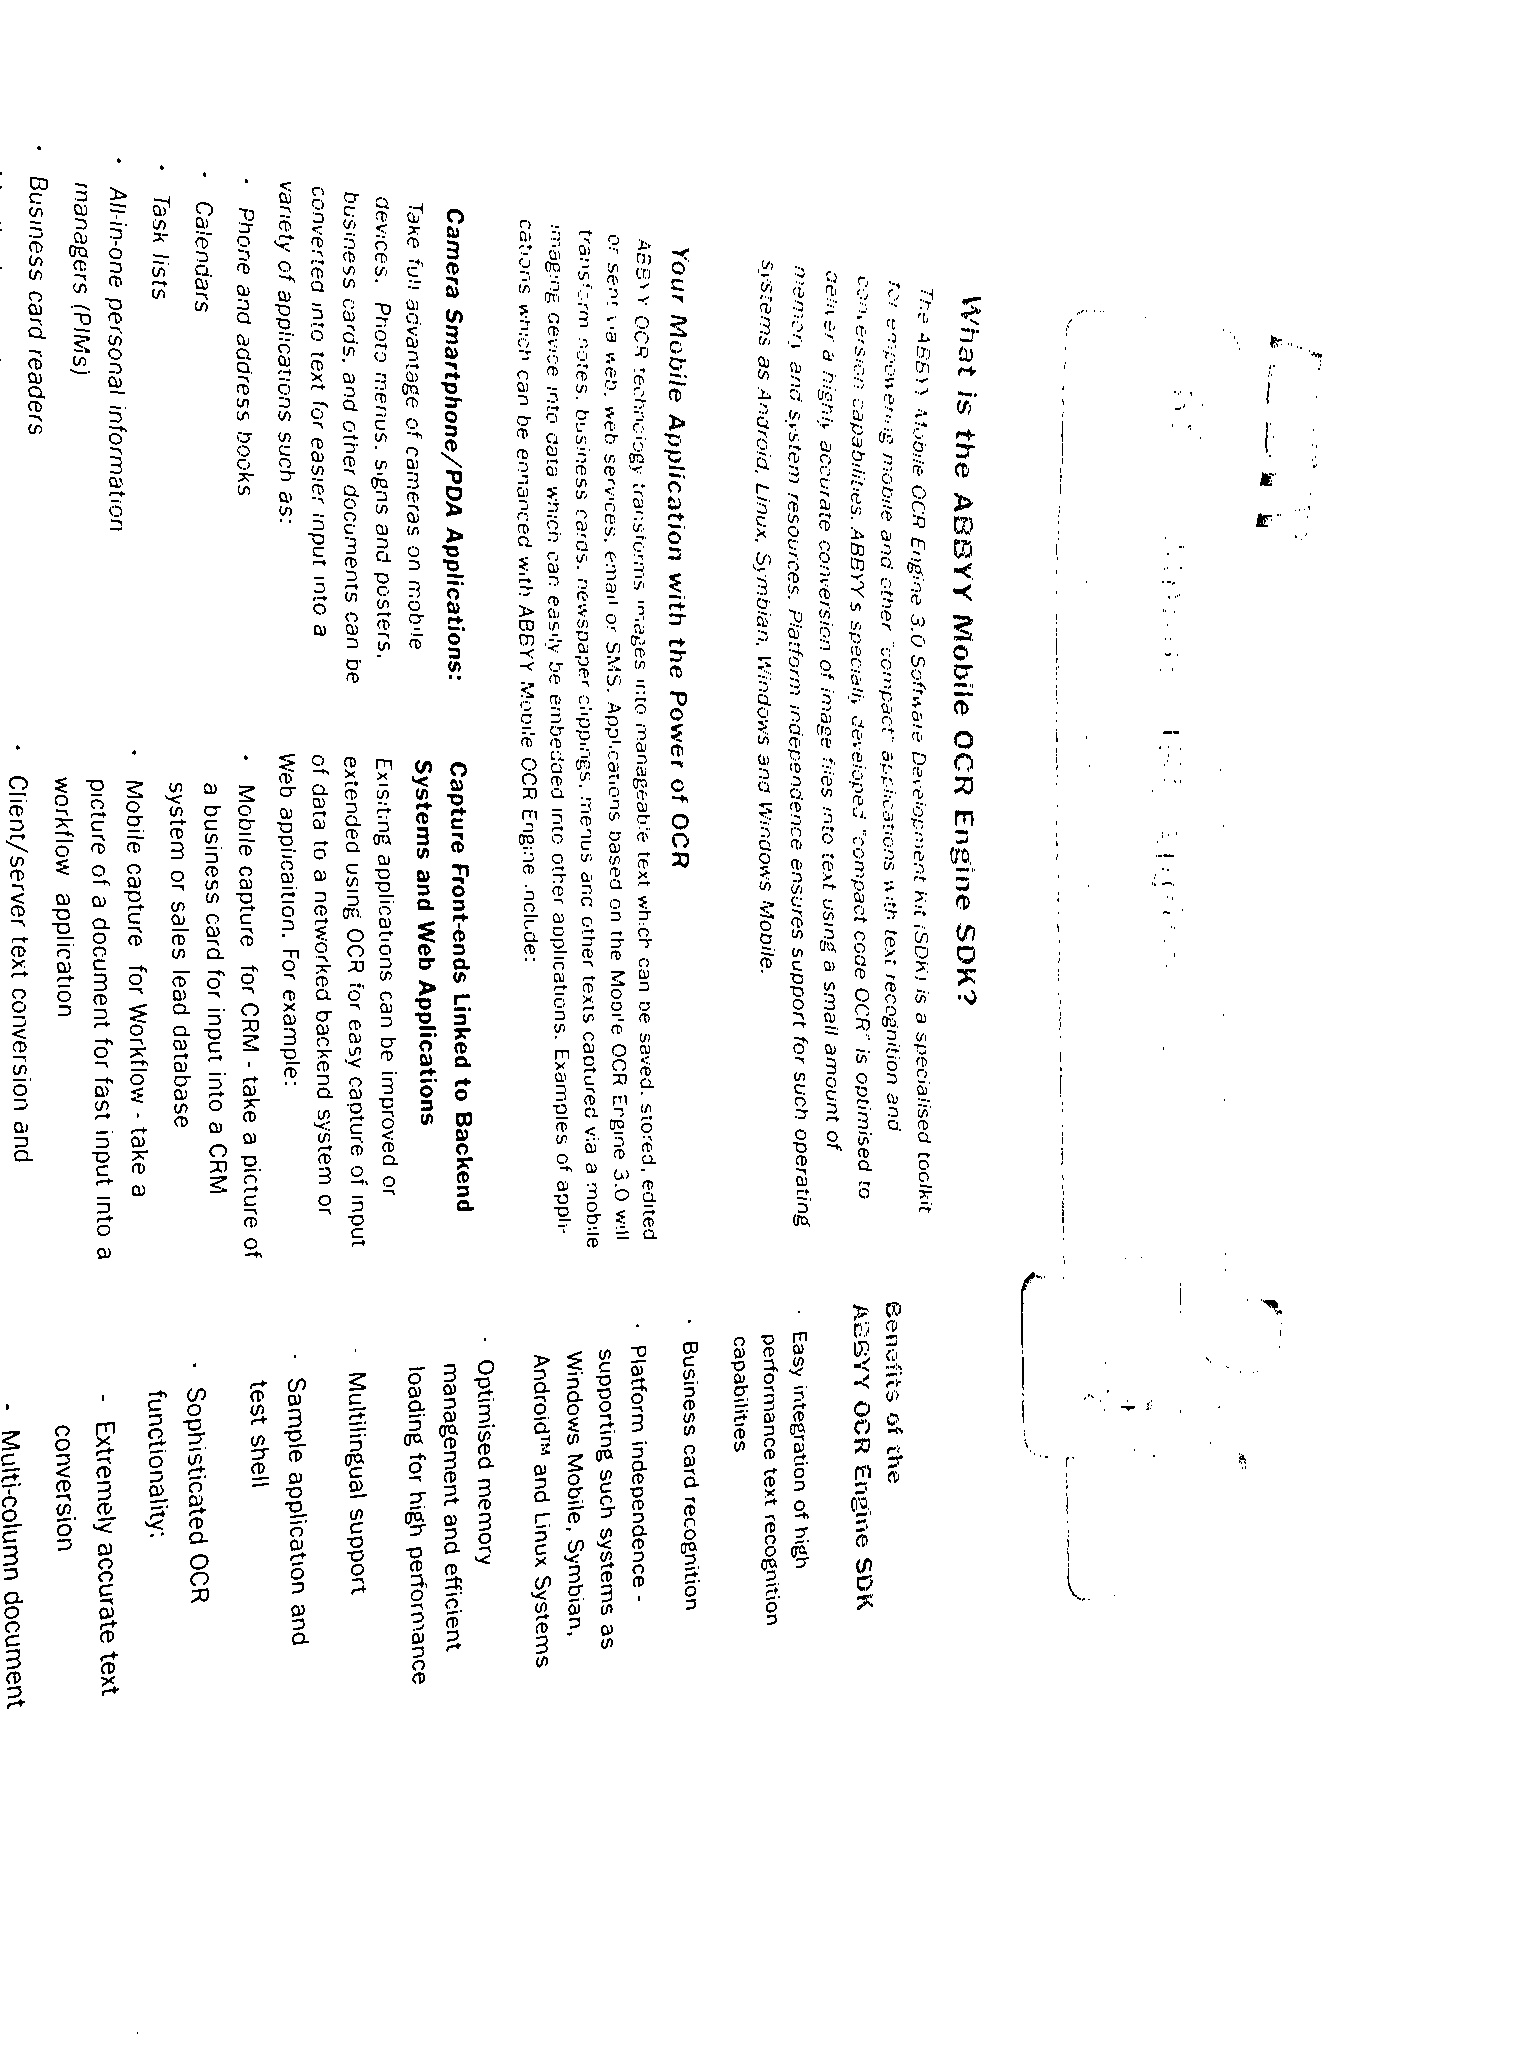 What is the ABBYY Mobile OCR Engine SDK?
The ABBYY Mobile OCR Engine 3.0 Software Development Kit (SDK) is a specialised toolkit
for empowering mobile and other "compact" applications with text recognition and
conversion capabilities. ABBYY's specially developed "compact code OCR" is optimised to
deliver a highly accurate conversion of image files into text using a small amount of
memory and system resources. Platform independence ensures support for such operating
systems as Android, Linux, Symbian, Windows and Windows Mobile.
Your Mobile Application with the Power of OCR
ABBYY OCR technology transforms images into manageable text which can be saved, stored, edited
or sent via web, web services, email or SMS. Applications based on the Mobile OCR Engine 3.0 will
transform notes, business cards, newspaper clippings, menus and other texts captured via a mobile
imaging device into data which can easily be embedded into other applications. Examples of appli-
cations which can be enhanced with ABBYY Mobile OCR Engine include:
Camera Smartphone/PDA Applications:
Take full advantage of cameras on mobile
devices. Photo menus, signs and posters,
business cards, and other documents can be
converted into text for easier input into a
variety of applications such as:
• Phone and address books
• Calendars
• Task lists
• All-in-one personal information
managers (PIMs)
• Business card readers
Capture Front-ends Linked to Backend
Systems and Web Applications
Exisiting applications can be improved or
extended using OCR for easy capture of input
of data to a networked backend system or
Web applicaition. For example:
• Mobile capture for CRM - take a picture of
a business card for input into a CRM
system or sales lead database
• Mobile capture for Workflow - take a
picture of a document for fast input into a
workflow application
• Client/server text conversion and
Benefits of the
ABBYY OCR Engine SDK
• Easy integration of high
performance text recognition
capabilities
• Business card recognition
• Platform independence -
supporting such systems as
Windows Mobile, Symbian,
Android™ and Linux Systems
• Optimised memory
management and efficient
loading for high performance
• Multilingual support
• Sample application and
test shell
• Sophisticated OCR
functionality:
- Extremely accurate text
conversion
- Multi-column document